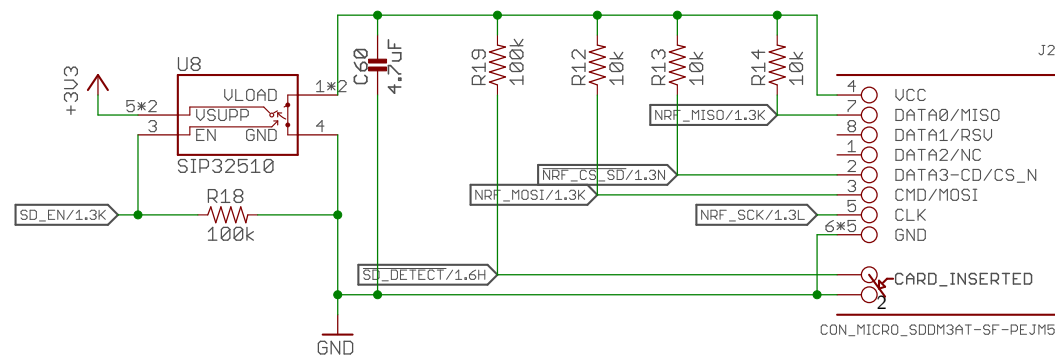 J2
+3V3
U8
5*2
3
1*2
4
VLOAD
VSUPP
EN
GND
SIP32510
C60
4.7uF
R19
100k
R12
10k
R13
10k
R14
10k
SD_EN/1.3K
R18
100k
NRF_MISO/1.3K
NRF_CS_SD/1.3N
NRF_MOSI/1.3K
NRF_SCK/1.3L
SD_DETECT/1.6H
4 VCC
7 DATA0/MISO
8 DATA1/RSV
1 DATA2/NC
2 DATA3-CD/CS_N
3 CMD/MOSI
5 CLK
6*5 GND
CARD_INSERTED
2
GND
CON_MICRO_SDDM3AT-SF-PEJM5